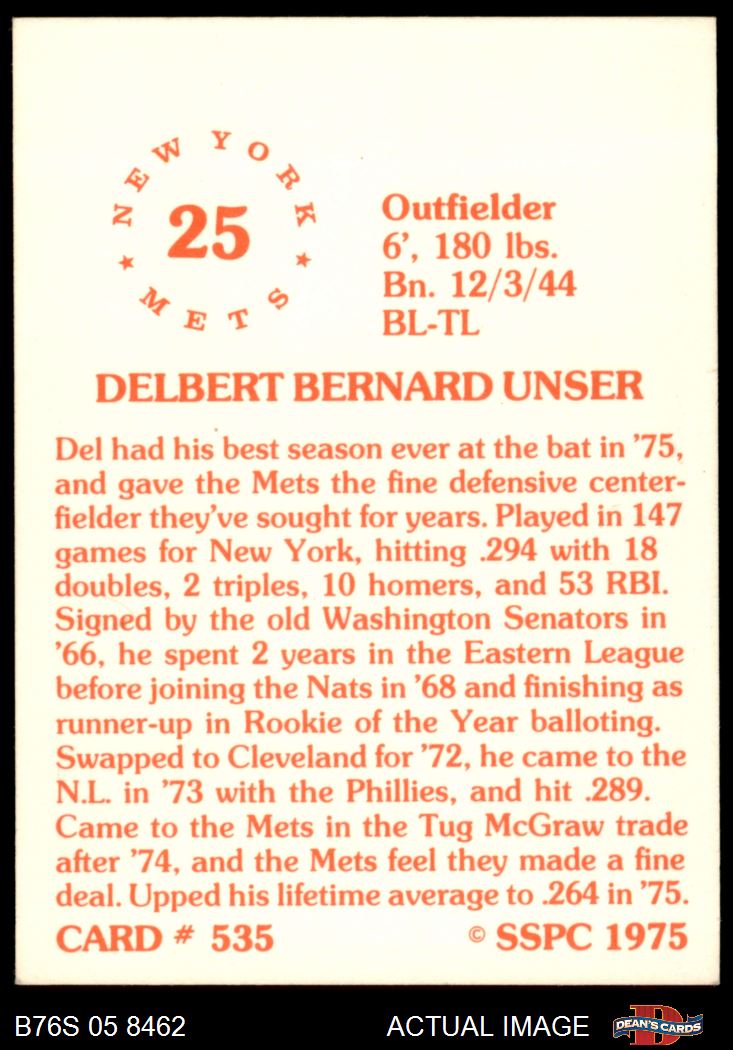 NEW YORK
25
METS
Outfielder
6’, 180 lbs.
Bn. 12/3/44
BL-TL
DELBERT BERNARD UNSER
Del had his best season ever at the bat in ’75,
and gave the Mets the fine defensive center-
fielder they’ve sought for years. Played in 147
games for New York, hitting .294 with 18
doubles, 2 triples, 10 homers, and 53 RBI.
Signed by the old Washington Senators in
’66, he spent 2 years in the Eastern League
before joining the Nats in ’68 and finishing as
runner-up in Rookie of the Year balloting.
Swapped to Cleveland for ’72, he came to the
N.L. in ’73 with the Phillies, and hit .289.
Came to the Mets in the Tug McGraw trade
after ’74, and the Mets feel they made a fine
deal. Upped his lifetime average to .264 in ’75.
CARD # 535 © SSPC 1975
B76S 05 8462 ACTUAL IMAGE DEAN'S CARDS